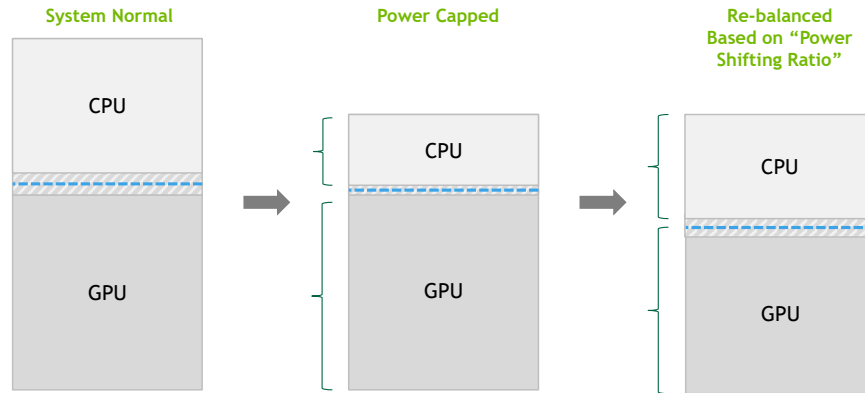 System Normal
Power Capped
Re-balanced
Based on “Power
Shifting Ratio”
CPU
CPU
CPU
GPU
GPU
GPU